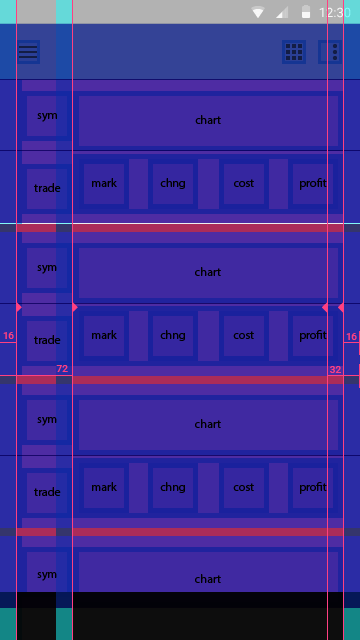 12:30
sym
chart
trade
mark chng cost profit
sym
chart
16
16
trade
mark chng cost profit
72
32
sym
chart
trade
mark chng cost profit
sym
chart